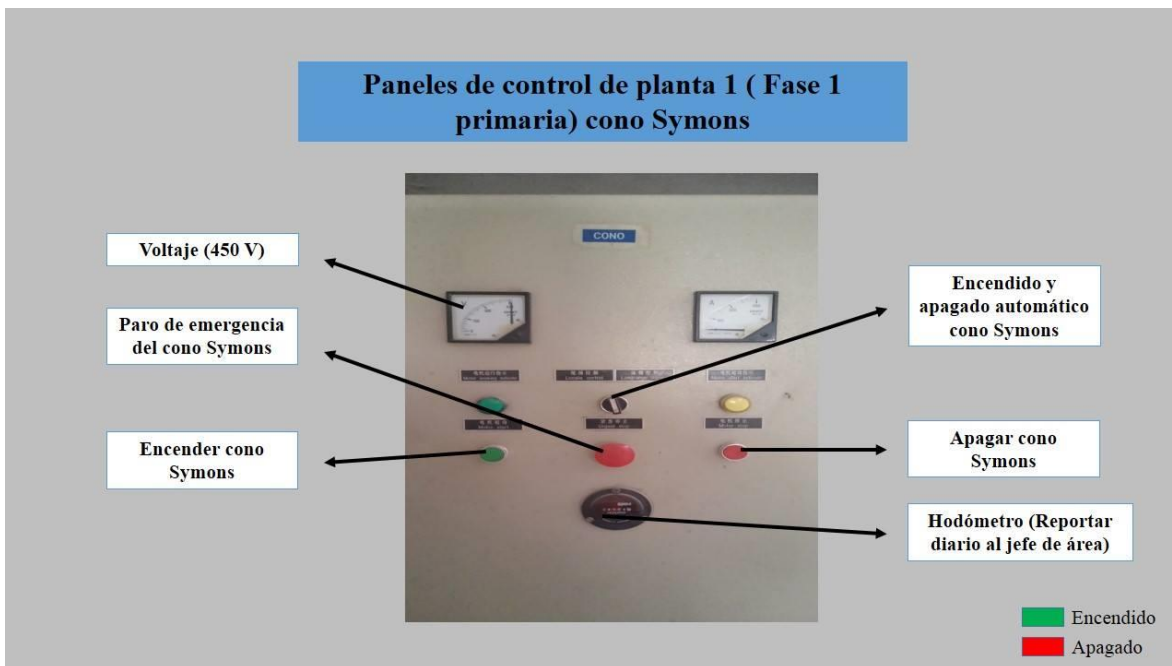 Paneles de control de planta 1 ( Fase 1
primaria) cono Symons
CONO
Voltaje (450 V)
Paro de emergencia
del cono Symons
Encender cono
Symons
Encendido y
apagado automático
cono Symons
Apagar cono
Symons
Hodómetro (Reportar
diario al jefe de área)
Encendido
Apagado